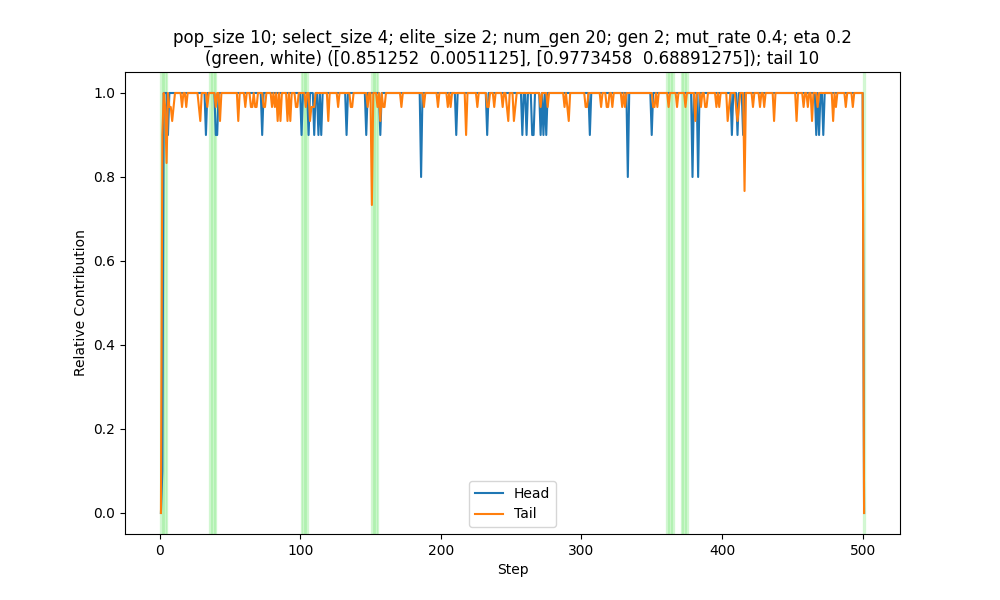 pop_size 10; select_size 4; elite_size 2; num_gen 20; gen 2; mut_rate 0.4; eta 0.2
(green, white) ([0.851252  0.0051125], [0.9773458  0.68891275]); tail 10
1.0
0.8
0.6
0.4
0.2
0.0
Relative Contribution
Head
Tail
0
100
200
300
400
500
Step